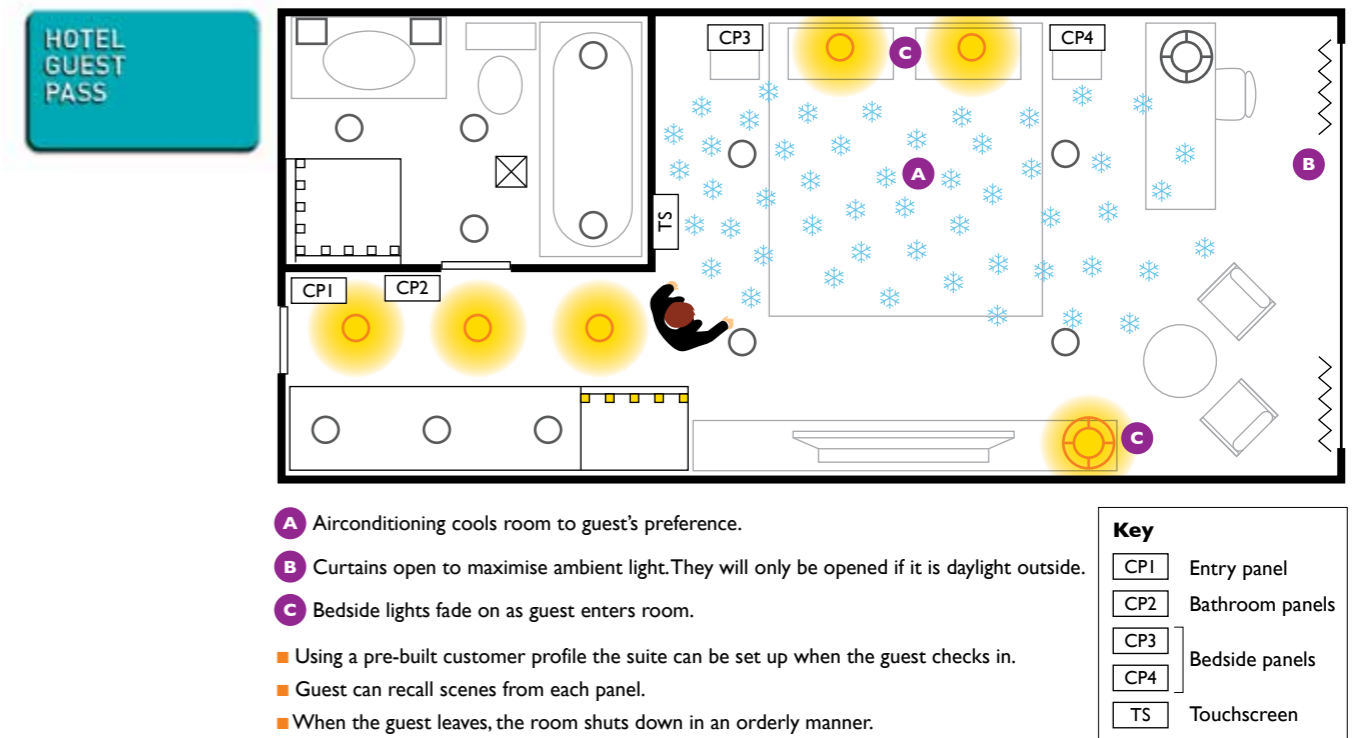 HOTEL
GUEST
PASS
CP3
C
CP4
B
A
TS
CP1
CP2
C
A Airconditioning cools room to guest's preference.
B Curtains open to maximise ambient light.They will only be opened if it is daylight outside.
C Bedside lights fade on as guest enters room.
Using a pre-built customer profile the suite can be set up when the guest checks in.
Guest can recall scenes from each panel.
When the guest leaves, the room shuts down in an orderly manner.
Key
CP1 Entry panel
CP2 Bathroom panels
CP3
Bedside panels
CP4
TS Touchscreen